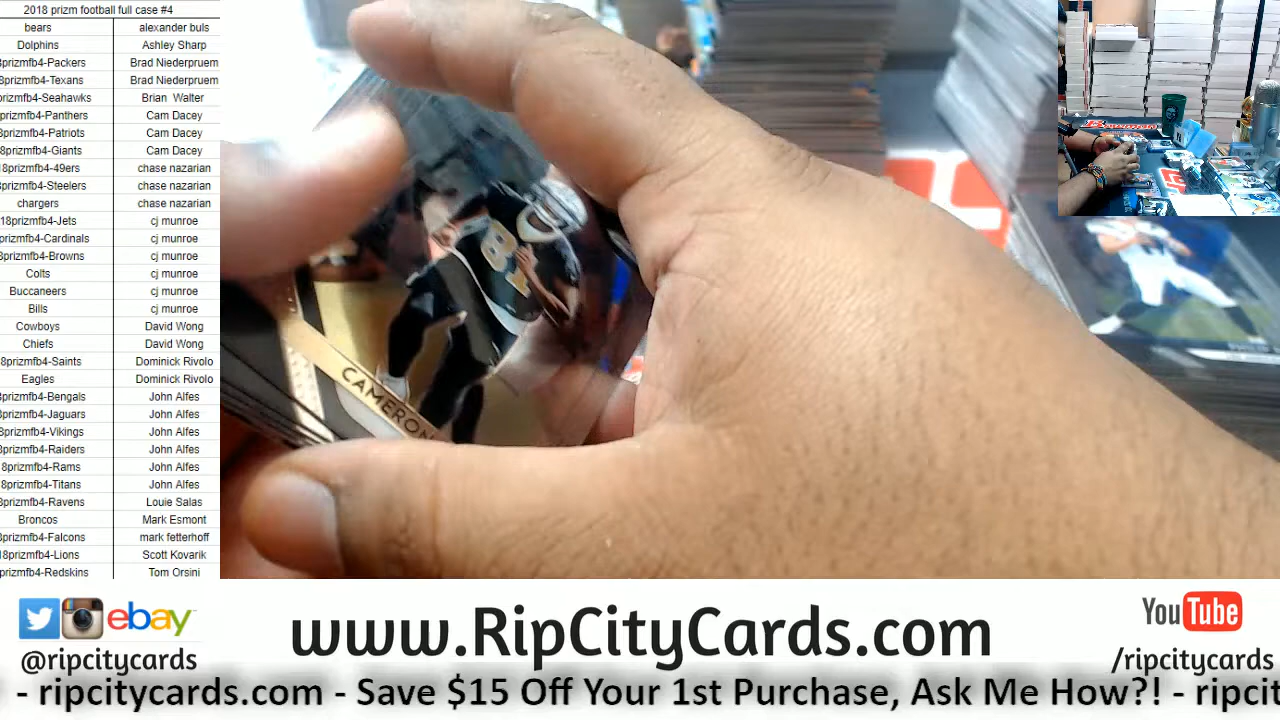 2018 prizm football full case #4
bears alexander buls
Dolphins Ashley Sharp
prizmfb4-Packers Brad Niederpruem
8prizmfb4-Texans Brad Niederpruem
prizmfb4-Seahawks Brian Walter
prizmfb4-Panthers Cam Dacey
prizmfb4-Patriots Cam Dacey
8prizmfb4-Giants Cam Dacey
18prizmfb4-49ers chase nazarian
prizmfb4-Steelers chase nazarian
chargers chase nazarian
18prizmfb4-Jets cj munroe
prizmfb4-Cardinals cj munroe
prizmfb4-Browns cj munroe
Colts cj munroe
Buccaneers cj munroe
Bills cj munroe
Cowboys David Wong
Chiefs David Wong
8prizmfb4-Saints Dominick Rivolo
Eagles Dominick Rivolo
prizmfb4-Bengals John Alfes
prizmfb4-Jaguars John Alfes
prizmfb4-Vikings John Alfes
prizmfb4-Raiders John Alfes
8prizmfb4-Rams John Alfes
8prizmfb4-Titans John Alfes
prizmfb4-Ravens Louie Salas
Broncos Mark Esmont
prizmfb4-Falcons mark fetterhoff
18prizmfb4-Lions Scott Kovarik
prizmfb4-Redskins Tom Orsini
81
CAMERON
ebay
@ripcitycards
www.RipCityCards.com
YouTube
/ripcitycards
- ripcitycards.com - Save $15 Off Your 1st Purchase, Ask Me How?! - ripcit